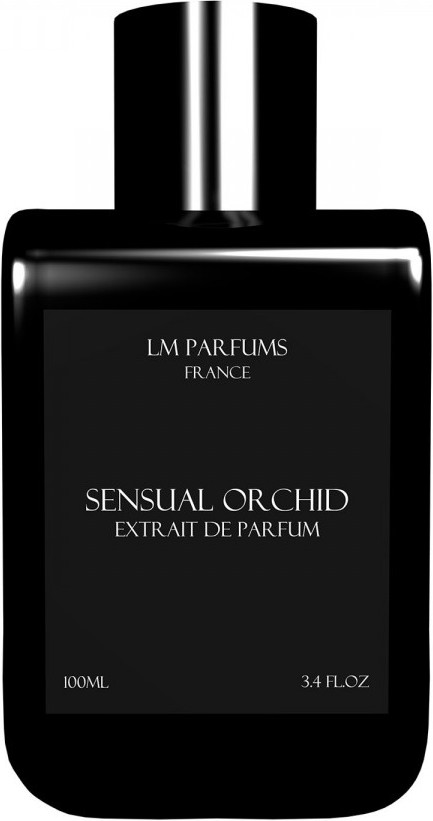 LM PARFUMS
FRANCE
SENSUAL ORCHID
EXTRAIT DE PARFUM
100ML 3.4 FL.OZ